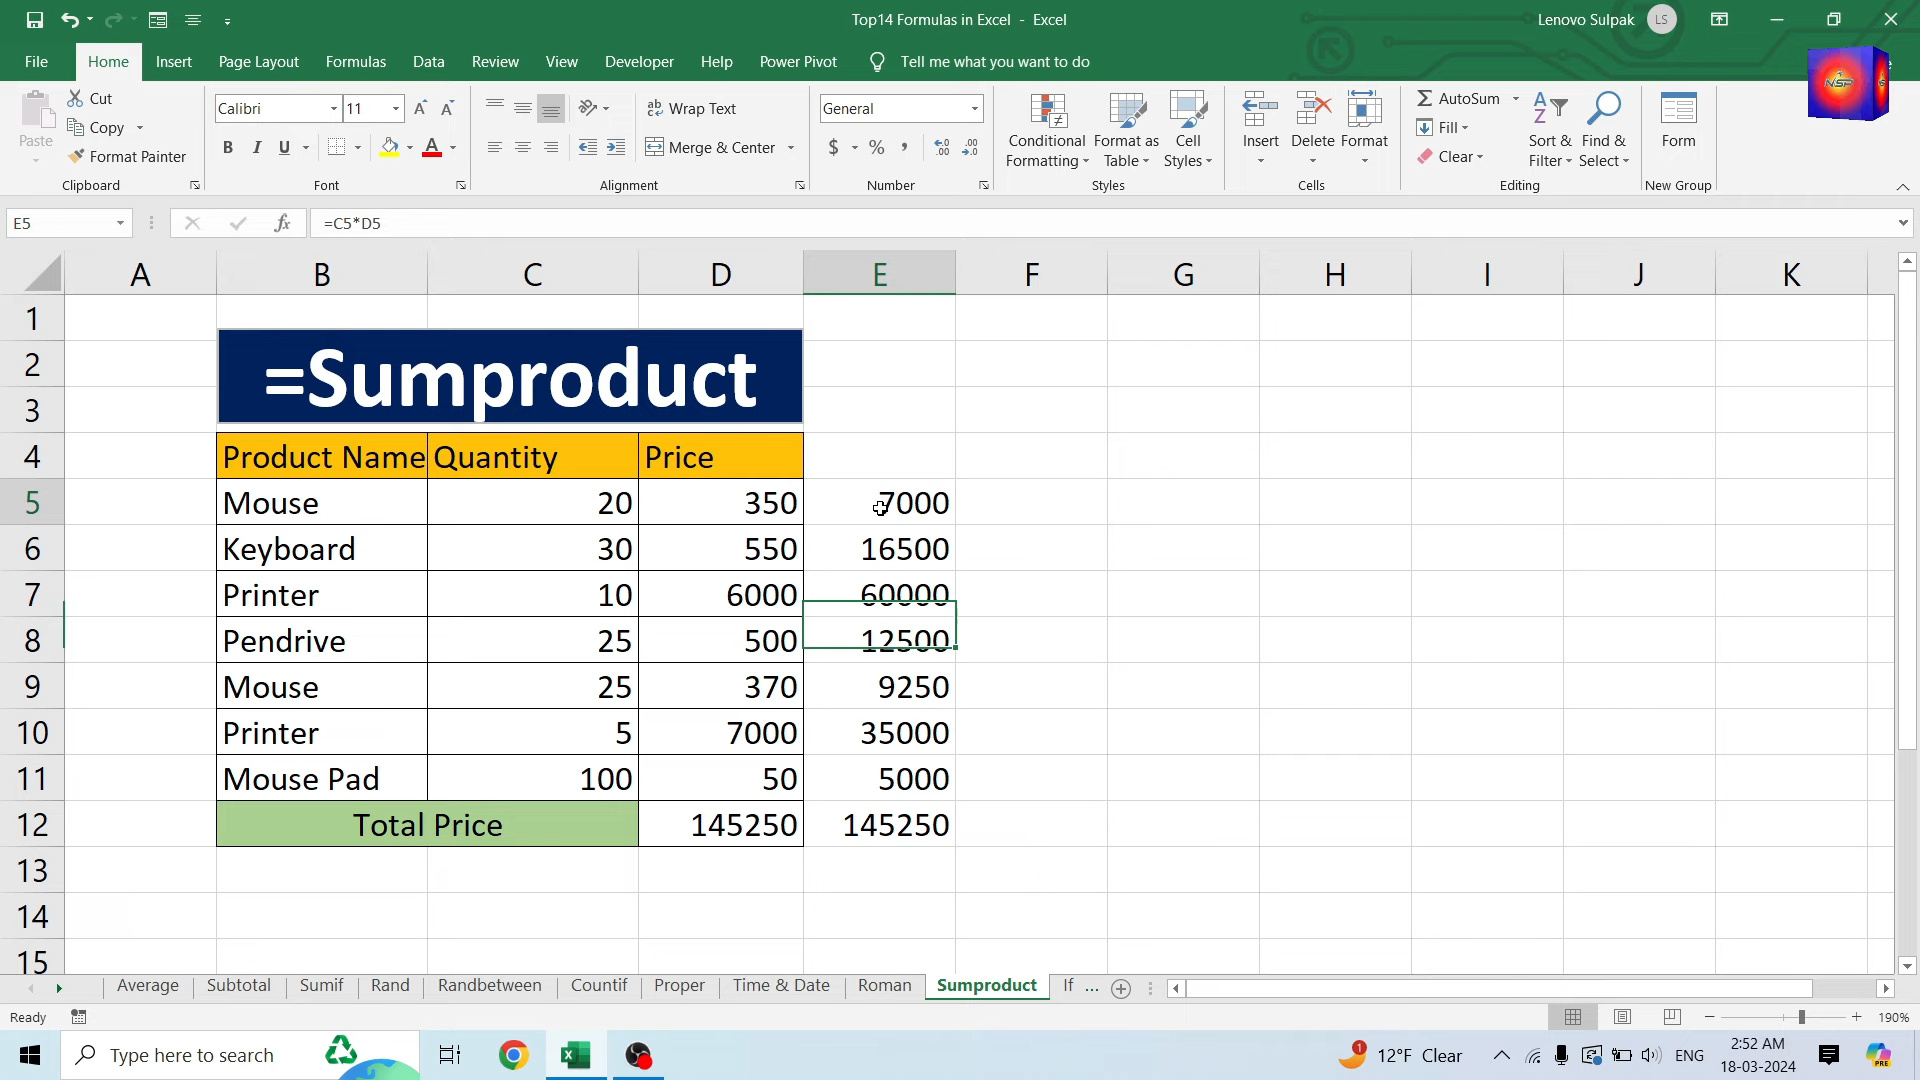 Top14 Formulas in Excel - Excel
Lenovo Sulpak LS
File Home Insert Page Layout Formulas Data Review View Developer Help Power Pivot Tell me what you want to do
NSP
Paste
Cut
Copy
Format Painter
Clipboard
Calibri 11
B I U A
Font
Wrap Text
Merge & Center
Alignment
General
$ % ,
Number
Conditional Formatting
Format as Table
Cell Styles
Styles
Insert Delete Format
Cells
AutoSum
Fill
Clear
Sort & Filter
Find & Select
Editing
Form
New Group
E5 fx =C5*D5
A B C D E F G H I J K
1
2 =Sumproduct
3
4 Product Name Quantity Price
5 Mouse 20 350 7000
6 Keyboard 30 550 16500
7 Printer 10 6000 60000
8 Pendrive 25 500 12500
9 Mouse 25 370 9250
10 Printer 5 7000 35000
11 Mouse Pad 100 50 5000
12 Total Price 145250 145250
13
14
15
Average Subtotal Sumif Rand Randbetween Countif Proper Time & Date Roman Sumproduct If ...
Ready 190%
Type here to search
1 12°F Clear ENG 2:52 AM
18-03-2024
PRE